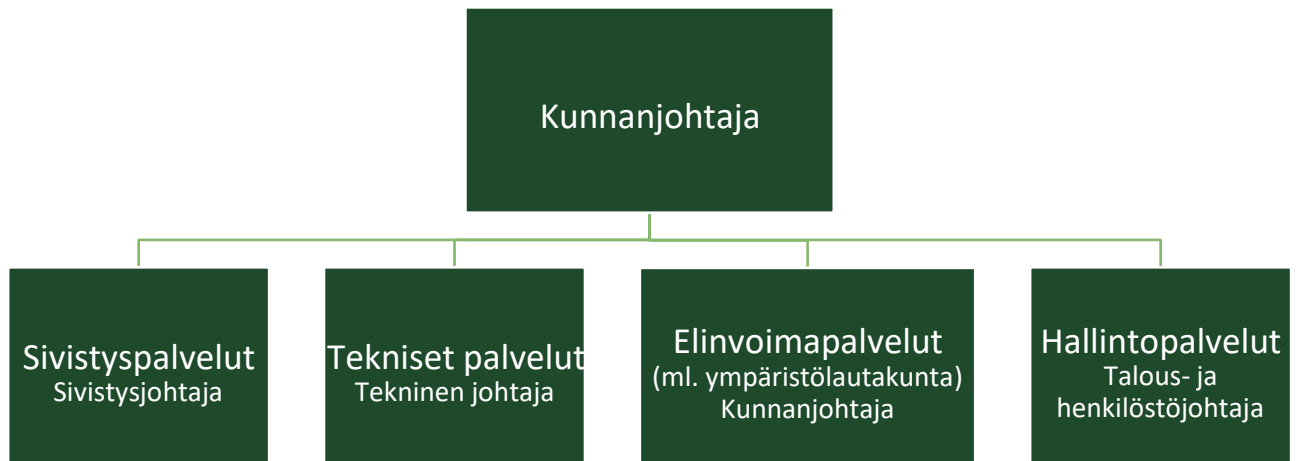 Kunnanjohtaja
Sivistyspalvelut
Sivistysjohtaja
Tekniset palvelut
Tekninen johtaja
Elinvoimapalvelut
(ml. ympäristölautakunta)
Kunnanjohtaja
Hallintopalvelut
Talous- ja
henkilöstöjohtaja